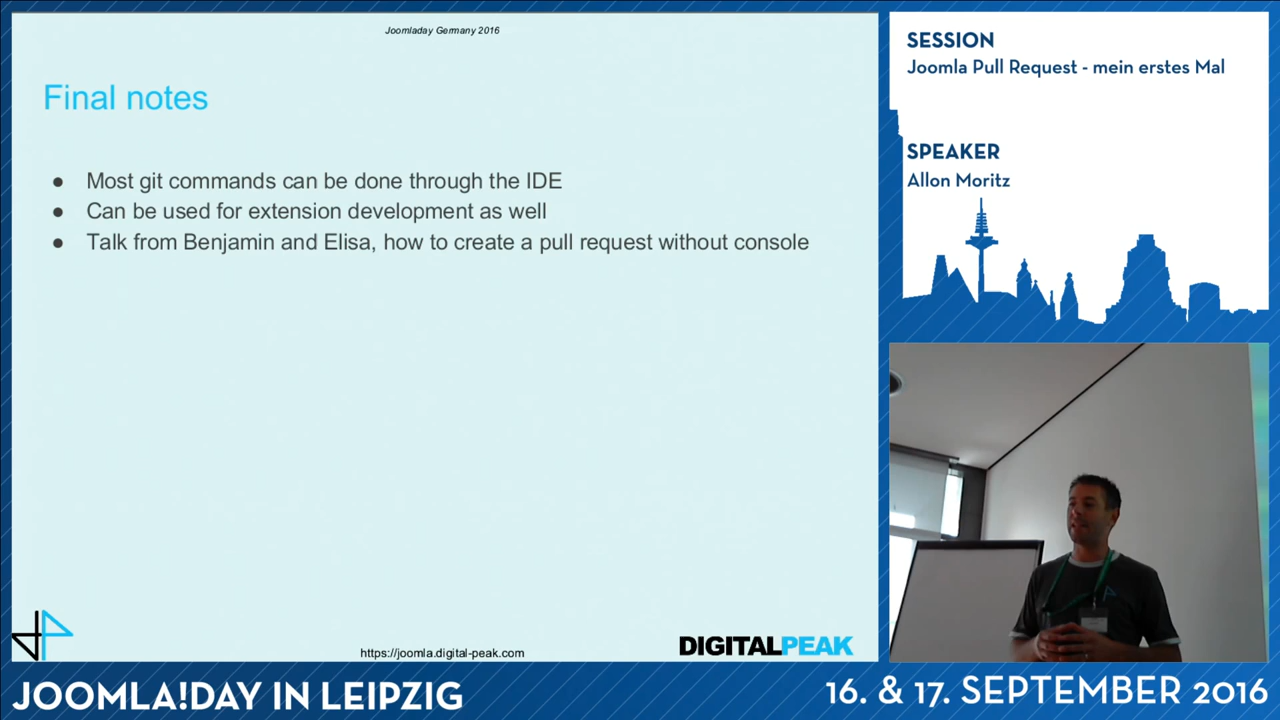 Joomladay Germany 2016
Final notes
● Most git commands can be done through the IDE
● Can be used for extension development as well
● Talk from Benjamin and Elisa, how to create a pull request without console
https://joomla.digital-peak.com
DIGITALPEAK
SESSION
Joomla Pull Request - mein erstes Mal
SPEAKER
Allon Moritz
JOOMLA!DAY IN LEIPZIG
16. & 17. SEPTEMBER 2016